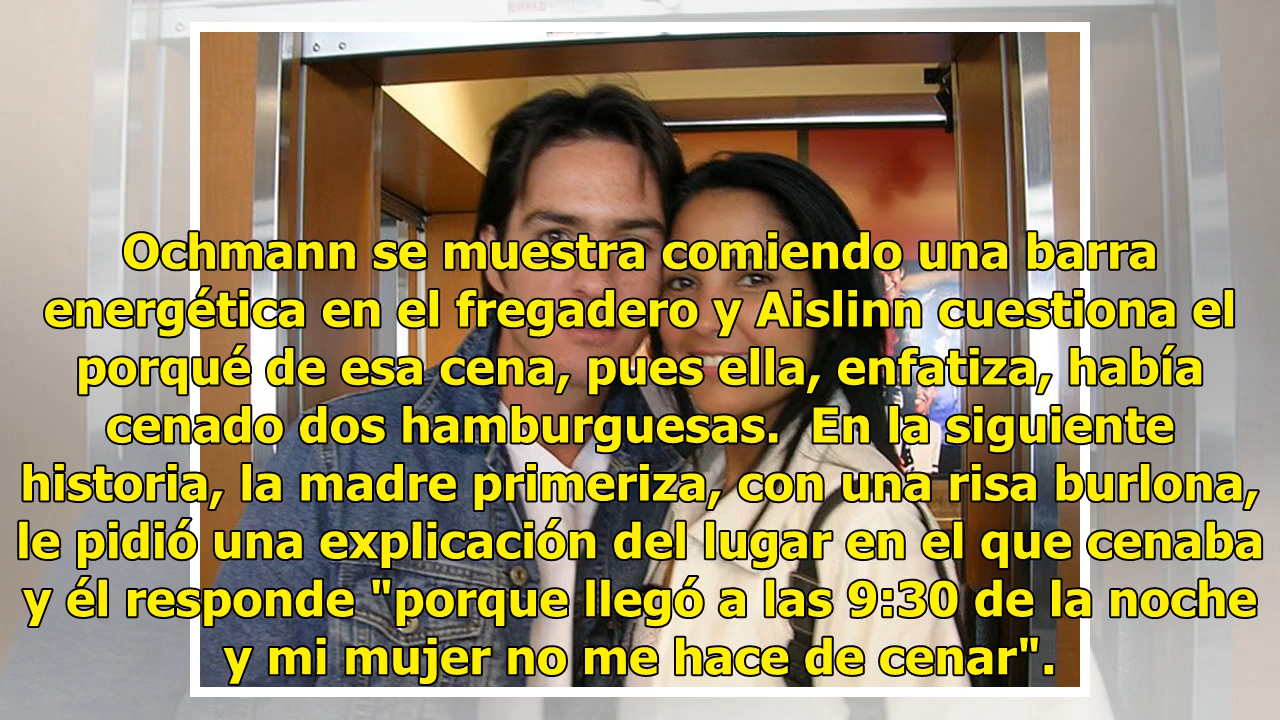 Ochmann se muestra comiendo una barra
energética en el fregadero y Aislinn cuestiona el
porqué de esa cena, pues ella, enfatiza, había
cenado dos hamburguesas.  En la siguiente
historia, la madre primeriza, con una risa burlona,
le pidió una explicación del lugar en el que cenaba
y él responde "porque llegó a las 9:30 de la noche
y mi mujer no me hace de cenar".